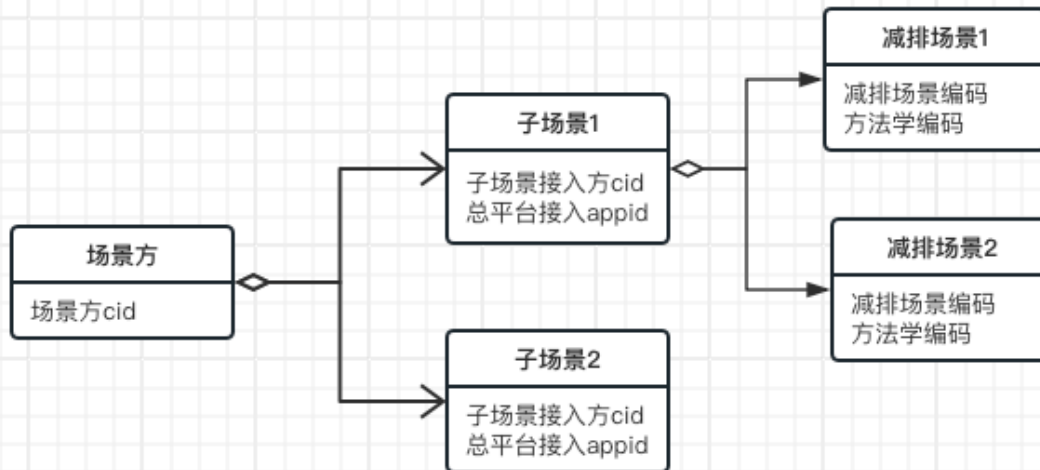 场景方
场景方cid
子场景1
子场景接入方cid
总平台接入appid
子场景2
子场景接入方cid
总平台接入appid
减排场景1
减排场景编码
方法学编码
减排场景2
减排场景编码
方法学编码